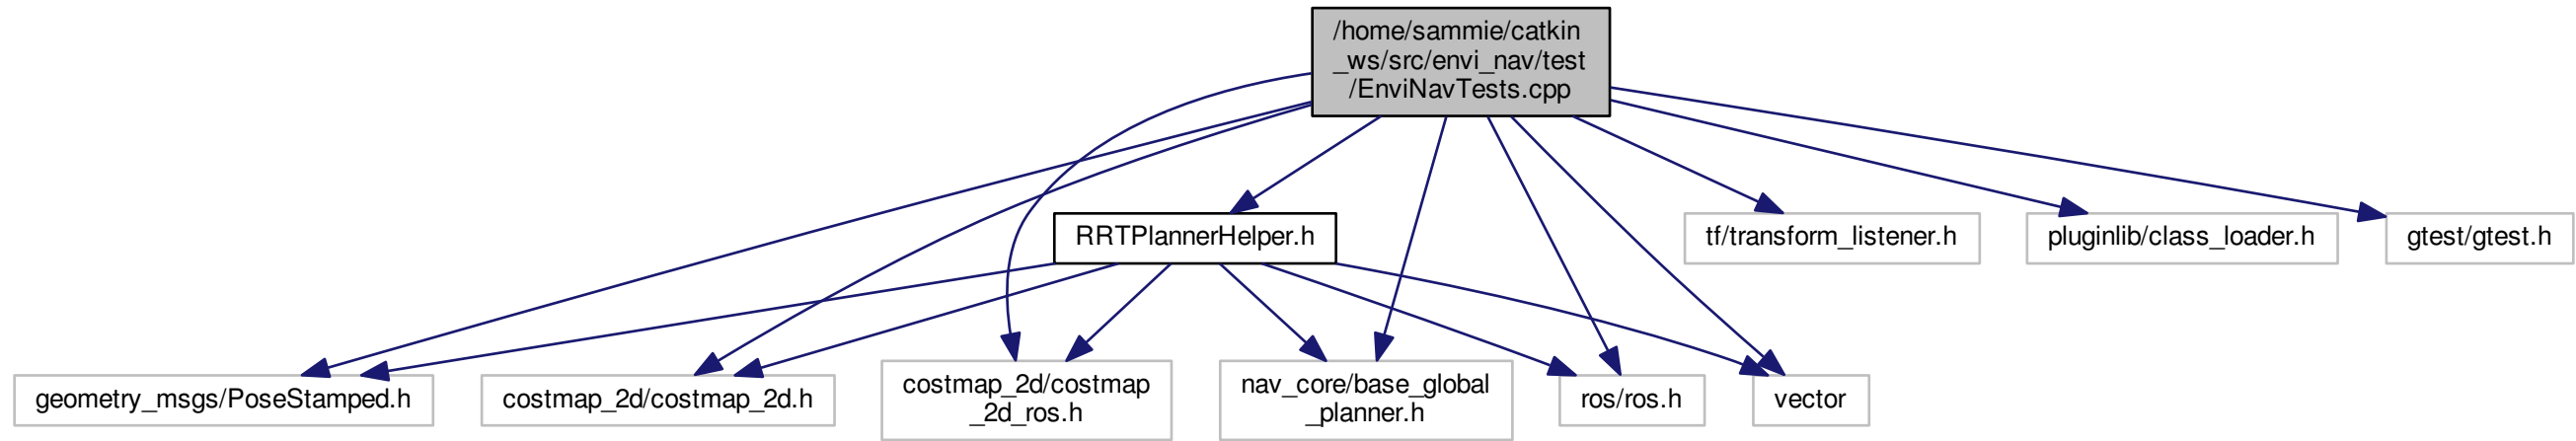 /home/sammie/catkin
_ws/src/envi_nav/test
/EnviNavTests.cpp
RRTPlannerHelper.h
tf/transform_listener.h
pluginlib/class_loader.h
gtest/gtest.h
geometry_msgs/PoseStamped.h
costmap_2d/costmap_2d.h
costmap_2d/costmap
_2d_ros.h
nav_core/base_global
_planner.h
ros/ros.h
vector